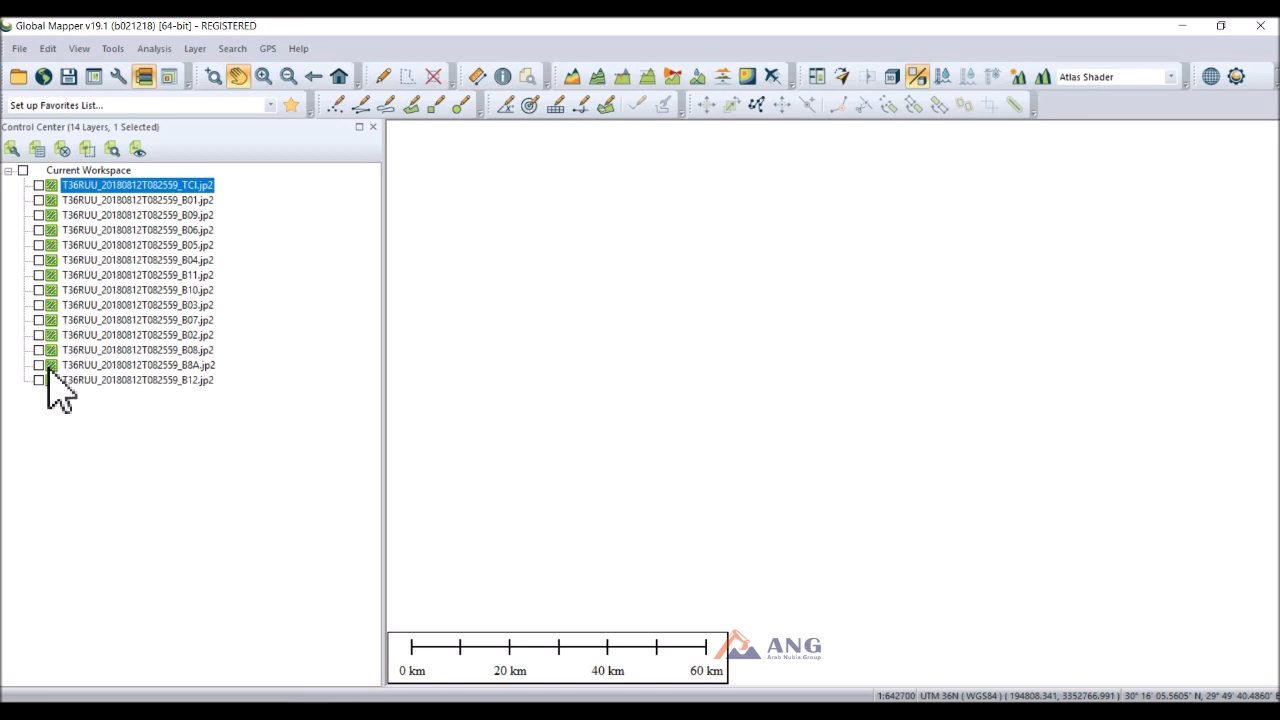 Global Mapper v19.1 (b021218) [64-bit] - REGISTERED
File Edit View Tools Analysis Layer Search GPS Help
Atlas Shader
Set up Favorites List...
Control Center (14 Layers, 1 Selected)
Current Workspace
T36RUU_20180812T082559_TCI.jp2
T36RUU_20180812T082559_B01.jp2
T36RUU_20180812T082559_B09.jp2
T36RUU_20180812T082559_B06.jp2
T36RUU_20180812T082559_B05.jp2
T36RUU_20180812T082559_B04.jp2
T36RUU_20180812T082559_B11.jp2
T36RUU_20180812T082559_B10.jp2
T36RUU_20180812T082559_B03.jp2
T36RUU_20180812T082559_B07.jp2
T36RUU_20180812T082559_B02.jp2
T36RUU_20180812T082559_B08.jp2
T36RUU_20180812T082559_B8A.jp2
T36RUU_20180812T082559_B12.jp2
0 km 20 km 40 km 60 km
ANG
Arab Nubia Group
1:642700 UTM 36N ( WGS84 ) ( 194808.341, 3352766.991 ) 30° 16' 05.5605" N, 29° 49' 40.4860" E